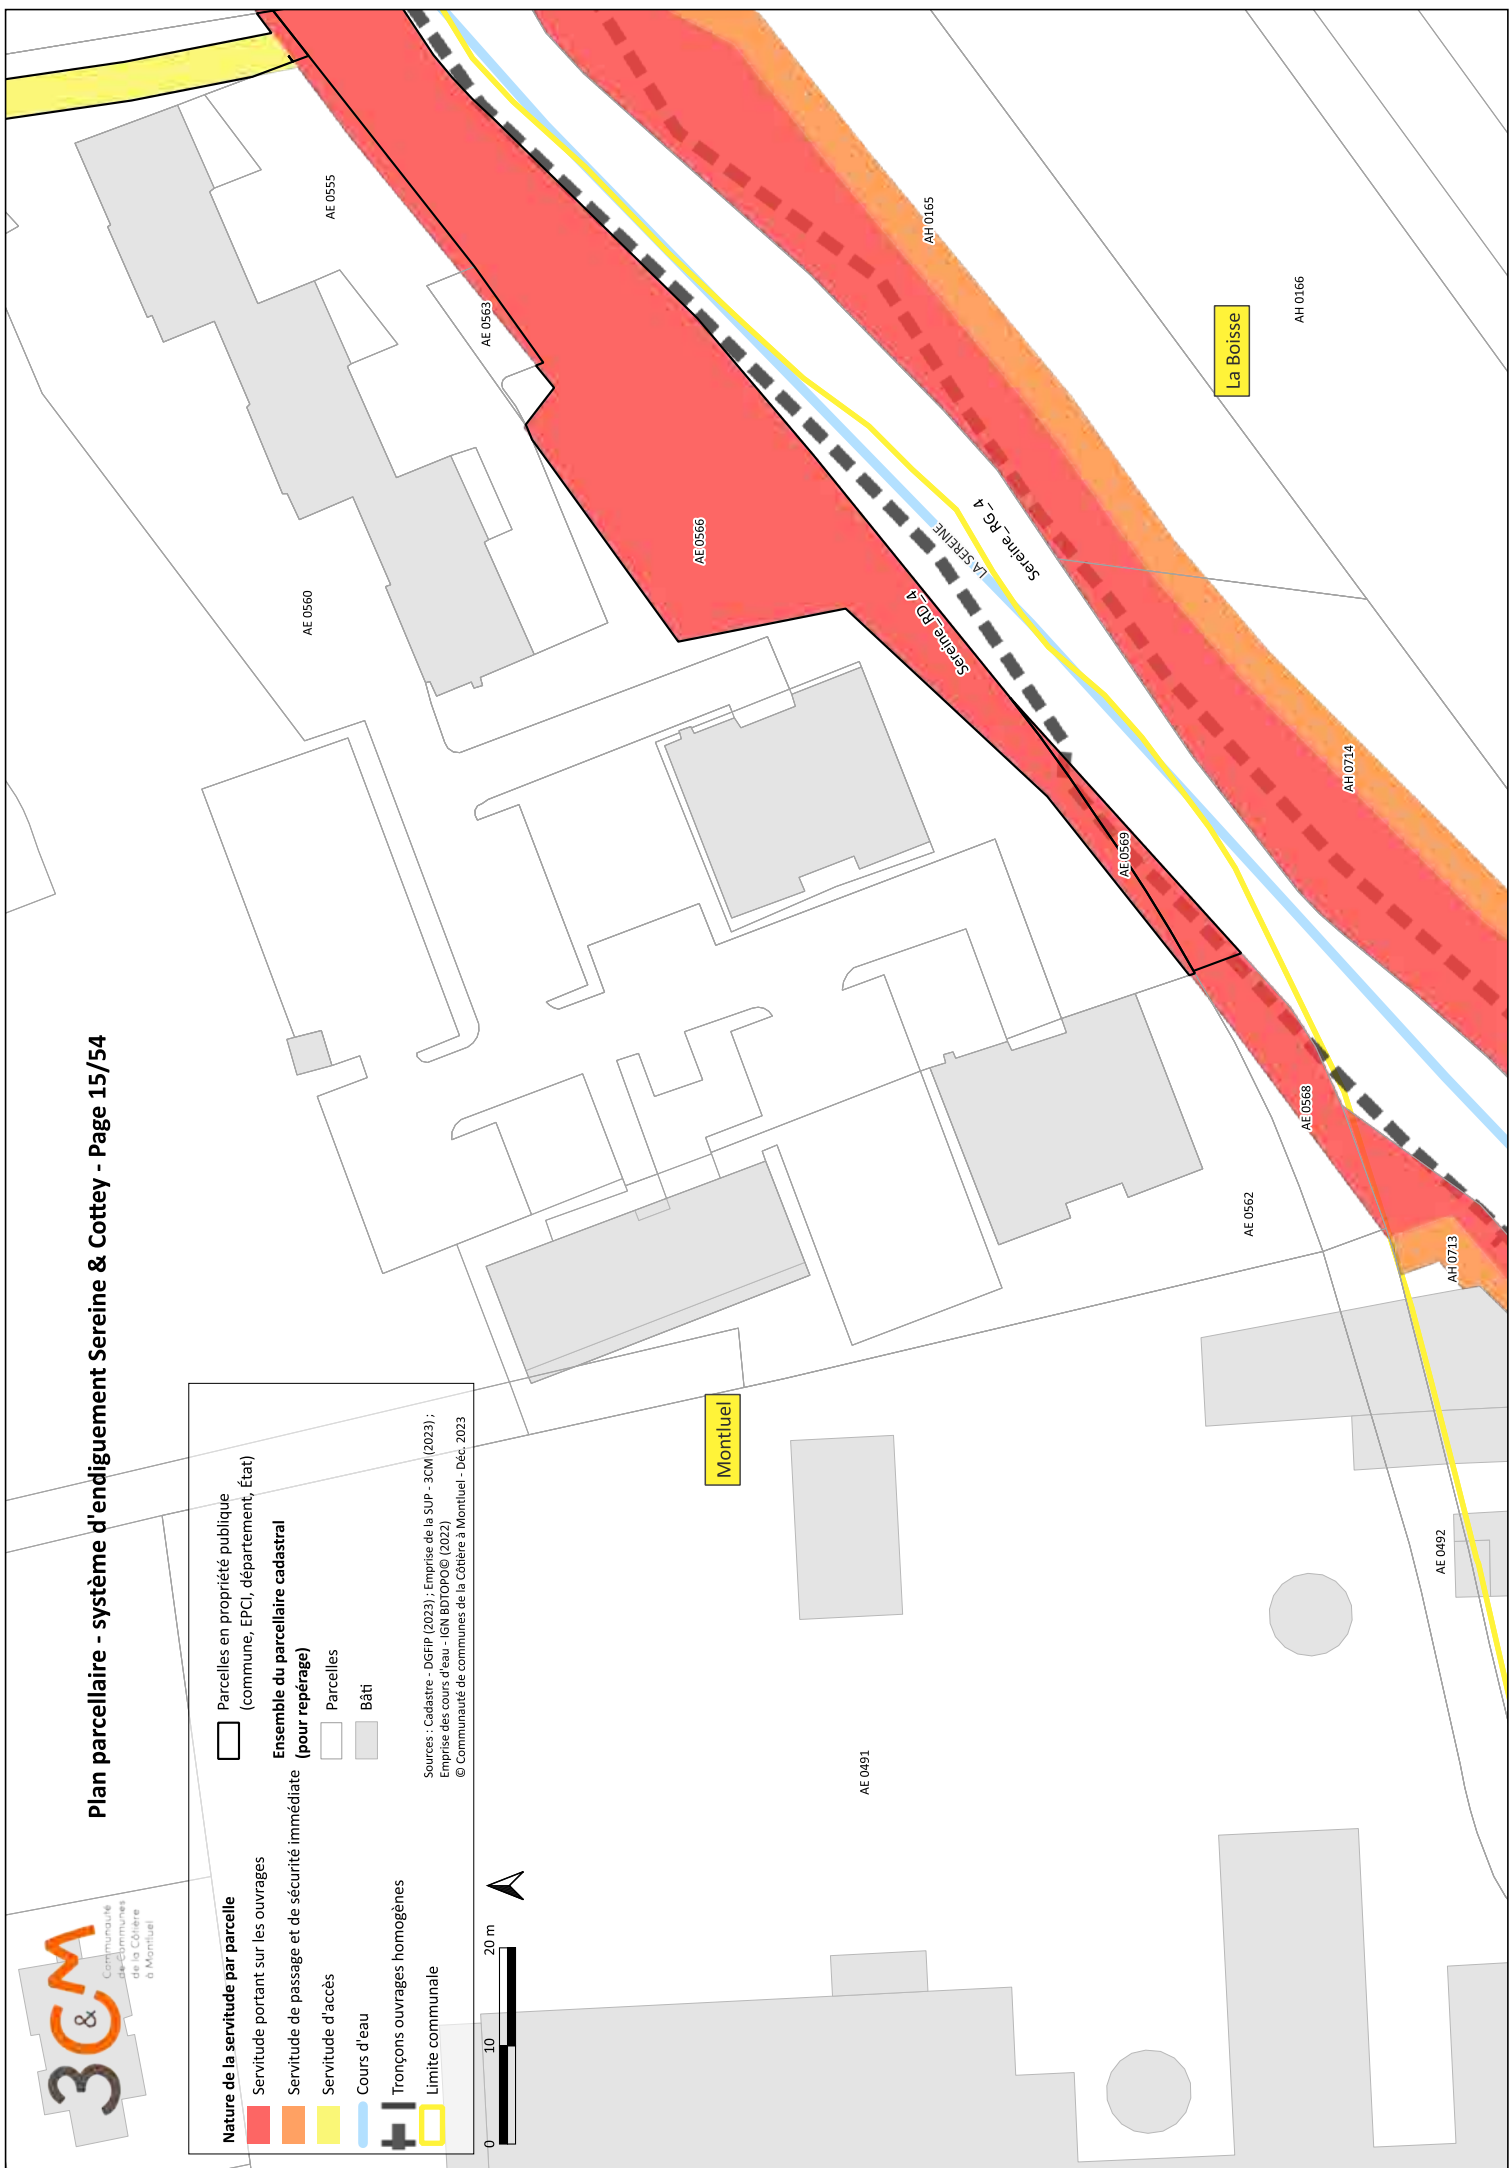 Plan parcellaire - système d'endiguement Sereine & Cottey - Page 15/54
3C&M
Communauté
de Communes
de la Côtière
à Montluel
Nature de la servitude par parcelle
Servitude portant sur les ouvrages
Servitude de passage et de sécurité immédiate
Servitude d'accès
Cours d'eau
Tronçons ouvrages homogènes
Limite communale
Parcelles en propriété publique
(commune, EPCI, département, État)
Ensemble du parcellaire cadastral
(pour repérage)
Parcelles
Bâti
Sources : Cadastre - DGFiP (2023) ; Emprise de la SUP - 3CM (2023) ;
Emprise des cours d'eau - IGN BDTOPO© (2022)
© Communauté de communes de la Côtière à Montluel - Déc. 2023
0 10 20 m
AE 0555
AE 0563
AE 0560
AE 0566
AH 0165
AH 0166
La Boisse
LA SEREINE
Sereine_RG_4
Sereine_RD_4
AH 0714
AE 0569
AE 0568
AE 0562
AH 0713
Montluel
AE 0492
AE 0491